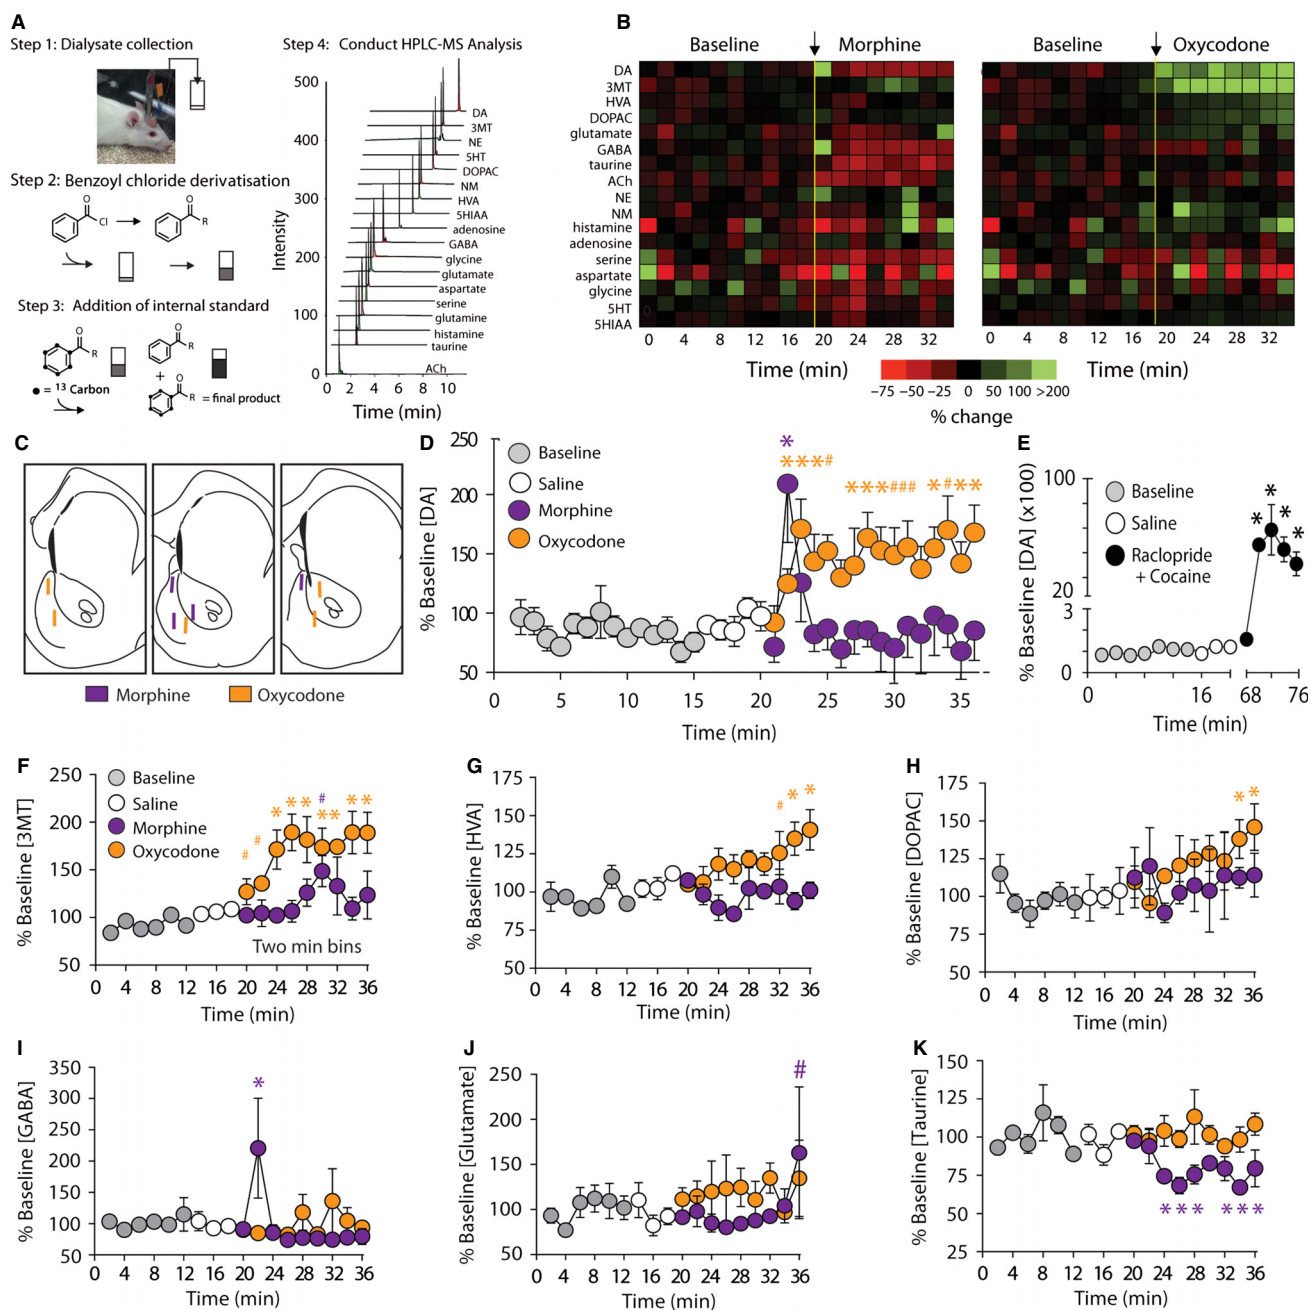 A
Step 1: Dialysate collection
Step 2: Benzoyl chloride derivatisation
O
Cl
O
R
Step 3: Addition of internal standard
O
R
O
R
● = 13 Carbon
+
O
R = final product
Step 4: Conduct HPLC-MS Analysis
Intensity
500
400
300
200
100
0
DA
3MT
NE
5HT
DOPAC
NM
HVA
5HIAA
adenosine
GABA
glycine
glutamate
aspartate
serine
glutamine
histamine
taurine
ACh
0 2 4 6 8 10
Time (min)
B
Baseline Morphine
Baseline Oxycodone
DA
3MT
HVA
DOPAC
glutamate
GABA
taurine
ACh
NE
NM
histamine
adenosine
serine
aspartate
glycine
5HT
5HIAA
0 4 8 12 16 20 24 28 32
0 4 8 12 16 20 24 28 32
Time (min)
Time (min)
−75 −50 −25 0 50 100 >200
% change
C
Morphine
Oxycodone
D
% Baseline [DA]
250
200
150
100
50
Baseline
Saline
Morphine
Oxycodone
*
***#
***### *#**
0 5 10 15 20 25 30 35
Time (min)
E
% Baseline [DA] (x100)
100
20
3
0
Baseline
Saline
Raclopride
+ Cocaine
* * * *
0 16 68 76
Time (min)
F
% Baseline [3MT]
250
200
150
100
50
Baseline
Saline
Morphine
Oxycodone
#
# # * * * * * * *
Two min bins
0 4 8 12 16 20 24 28 32 36
Time (min)
G
% Baseline [HVA]
175
150
125
100
75
50
# * *
0 4 8 12 16 20 24 28 32 36
Time (min)
H
% Baseline [DOPAC]
175
150
125
100
75
50
* *
0 4 8 12 16 20 24 28 32 36
Time (min)
I
% Baseline [GABA]
350
300
250
200
150
100
50
*
0 4 8 12 16 20 24 28 32 36
Time (min)
J
% Baseline [Glutamate]
250
200
150
100
50
#
0 4 8 12 16 20 24 28 32 36
Time (min)
K
% Baseline [Taurine]
150
125
100
75
50
25
*** ***
0 4 8 12 16 20 24 28 32 36
Time (min)